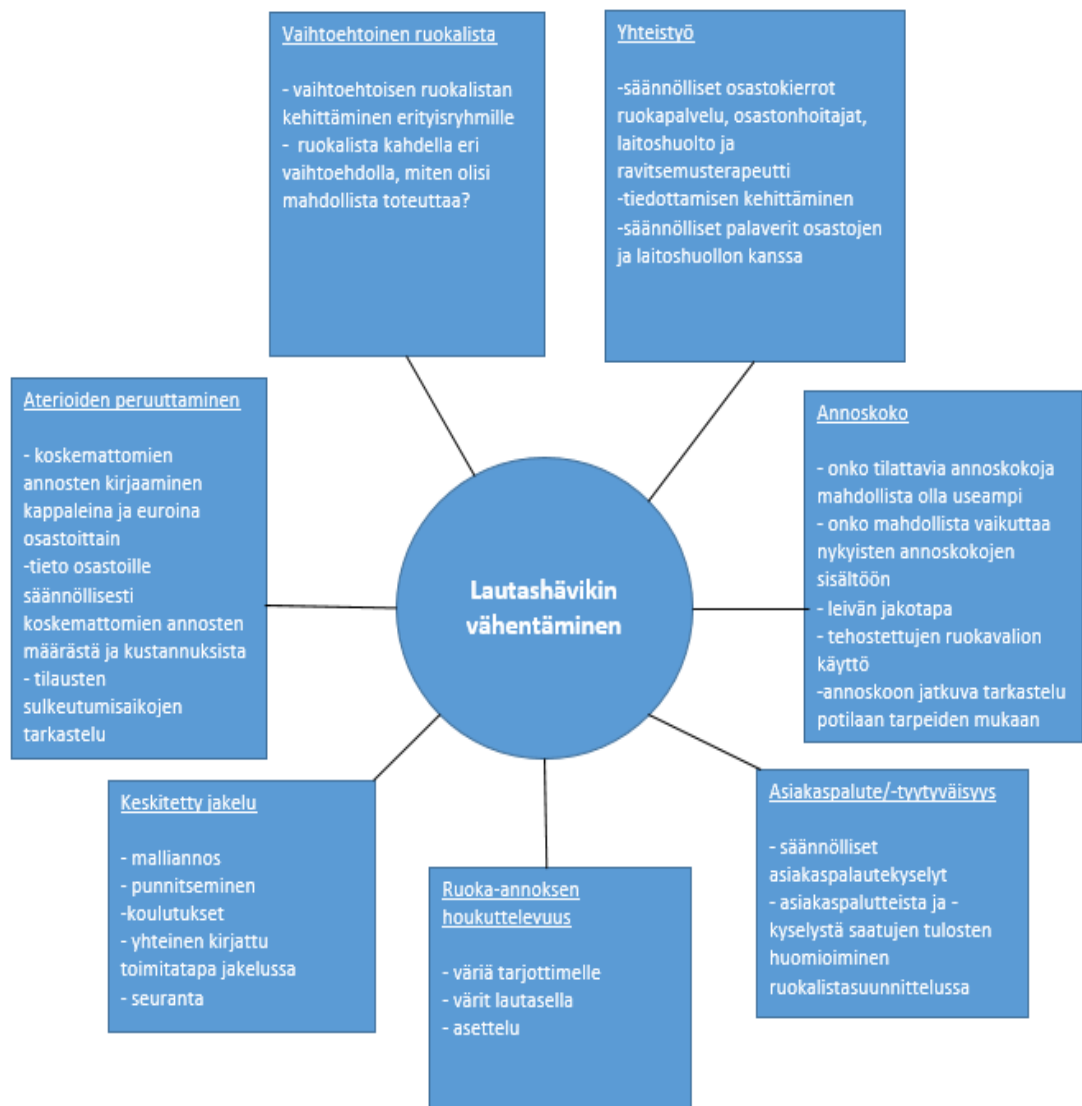 Vaihtoehtoinen ruokalista
- vaihtoehtoisen ruokalistan
kehittäminen erityisryhmille
- ruokalista kahdella eri
vaihtoehdolla, miten olisi
mahdollista toteuttaa?
Yhteistyö
-säännölliset osastokierrot
ruokapalvelu, osastonhoitajat,
laitoshuolto ja
ravitsemusterapeutti
-tiedottamisen kehittäminen
-säännölliset palaverit osastojen
ja laitoshuollon kanssa
Aterioiden peruuttaminen
- koskemattomien
annosten kirjaaminen
kappaleina ja euroina
osastoittain
-tieto osastoille
säännöllisesti
koskemattomien annosten
määrästä ja kustannuksista
- tilausten
sulkeutumisaikojen
tarkastelu
Lautashävikin
vähentäminen
Annoskoko
- onko tilattavia annoskokoja
mahdollista olla useampi
- onko mahdollista vaikuttaa
nykyisten annoskokojen
sisältöön
- leivän jakotapa
- tehostettujen ruokavalion
käyttö
-annoskoon jatkuva tarkastelu
potilaan tarpeiden mukaan
Keskitetty jakelu
- malliannos
- punnitseminen
-koulutukset
- yhteinen kirjattu
toimitatapa jakelussa
- seuranta
Ruoka-annoksen
houkuttelevuus
- väriä tarjottimelle
- värit lautasella
- asettelu
Asiakaspalute/-tyytyväisyys
- säännölliset
asiakaspalautekyselyt
- asiakaspalutteista ja -
kyselystä saatujen tulosten
huomioiminen
ruokalistasuunnittelussa